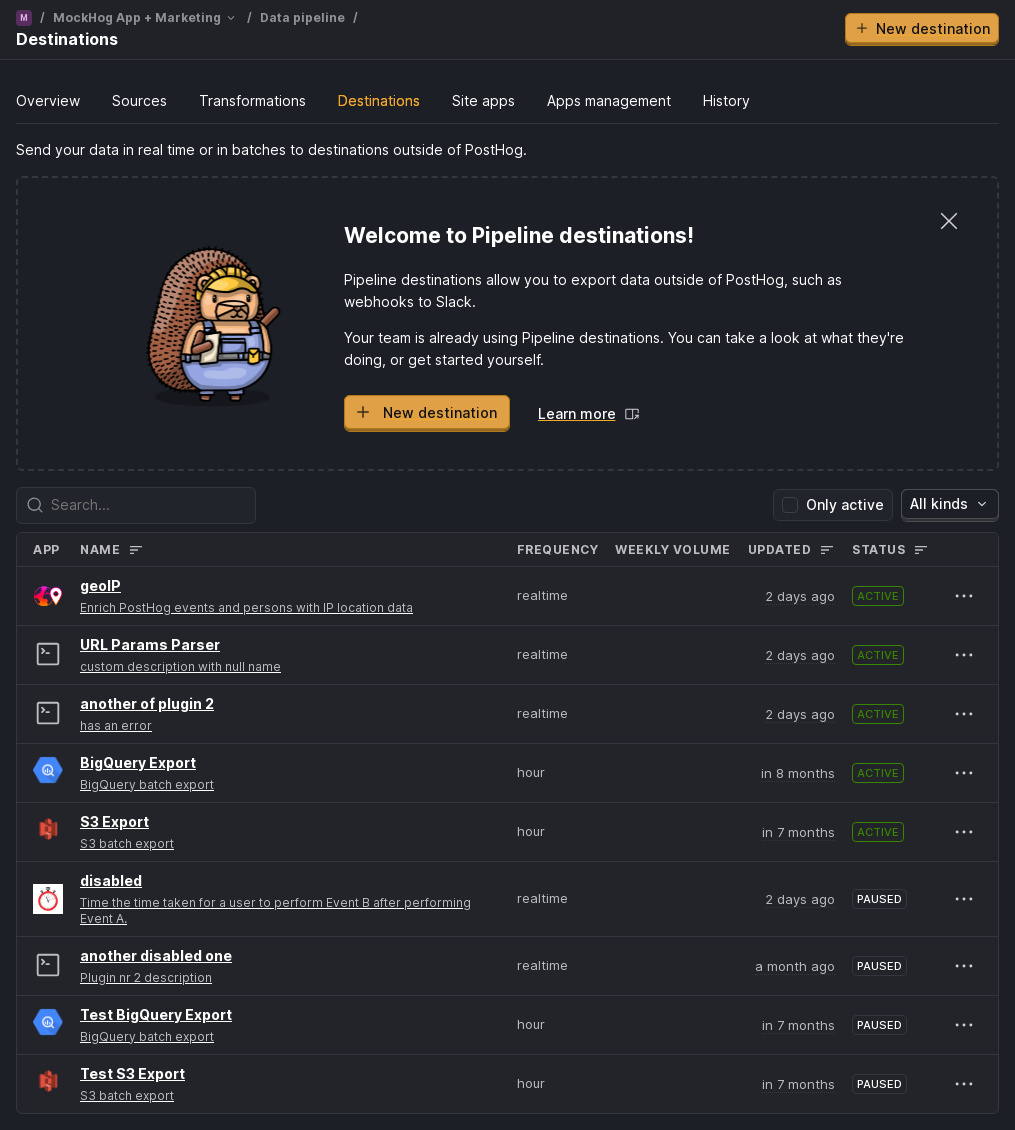 M / MockHog App + Marketing / Data pipeline /
Destinations
New destination
Overview Sources Transformations Destinations Site apps Apps management History
Send your data in real time or in batches to destinations outside of PostHog.
Welcome to Pipeline destinations!
Pipeline destinations allow you to export data outside of PostHog, such as
webhooks to Slack.
Your team is already using Pipeline destinations. You can take a look at what they're
doing, or get started yourself.
New destination Learn more
Search... Only active All kinds
APP NAME FREQUENCY WEEKLY VOLUME UPDATED STATUS
geoIP
Enrich PostHog events and persons with IP location data
realtime 2 days ago ACTIVE
URL Params Parser
custom description with null name
realtime 2 days ago ACTIVE
another of plugin 2
has an error
realtime 2 days ago ACTIVE
BigQuery Export
BigQuery batch export
hour in 8 months ACTIVE
S3 Export
S3 batch export
hour in 7 months ACTIVE
disabled
Time the time taken for a user to perform Event B after performing
Event A.
realtime 2 days ago PAUSED
another disabled one
Plugin nr 2 description
realtime a month ago PAUSED
Test BigQuery Export
BigQuery batch export
hour in 7 months PAUSED
Test S3 Export
S3 batch export
hour in 7 months PAUSED